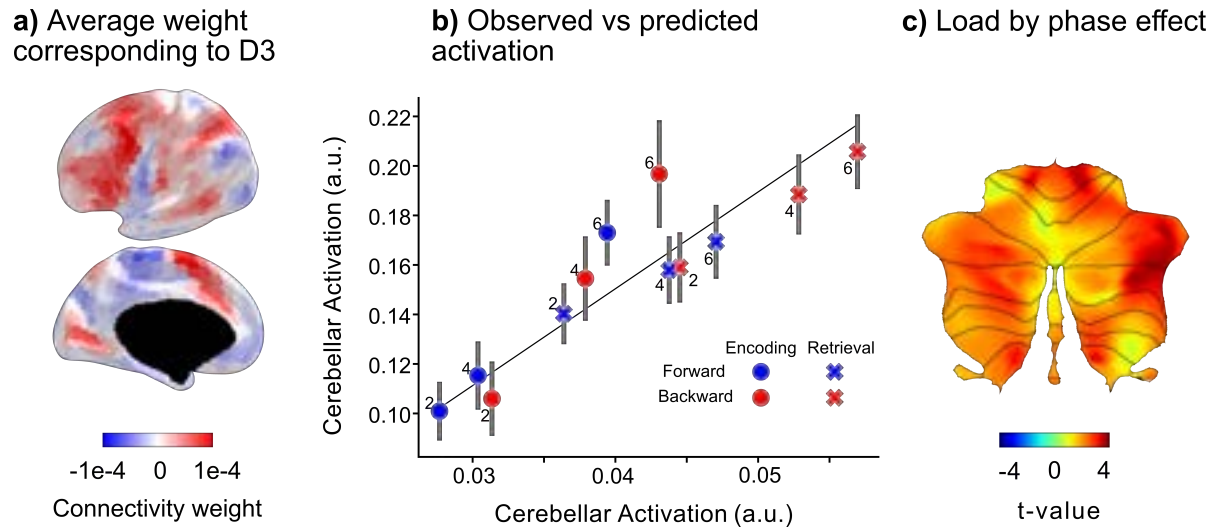 a) Average weight
corresponding to D3
-1e-4 0 1e-4
Connectivity weight
b) Observed vs predicted
activation
Cerebellar Activation (a.u.)
0.22
0.20
0.18
0.16
0.14
0.12
0.10
2
4
2
2
4
6
6
4
2
6
4
6
Encoding Retrieval
Forward
Backward
0.03 0.04 0.05
Cerebellar Activation (a.u.)
c) Load by phase effect
-4 0 4
t-value